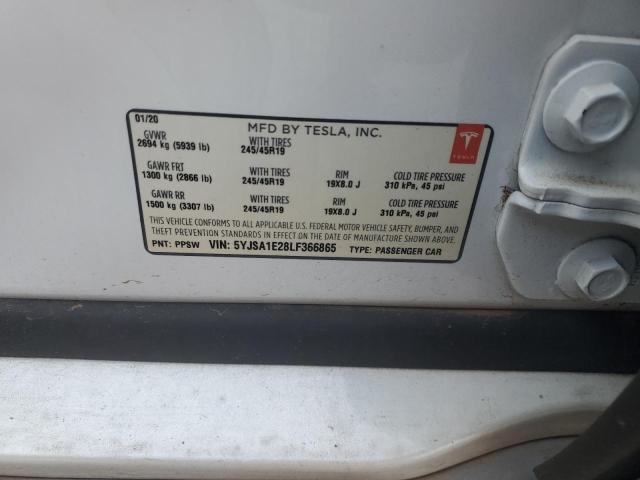 01/20
MFD BY TESLA, INC.
GVWR WITH TIRES
2694 kg (5939 lb) 245/45R19
GAWR FRT WITH TIRES RIM COLD TIRE PRESSURE
1300 kg (2866 lb) 245/45R19 19X8.0 J 310 kPa, 45 psi
GAWR RR WITH TIRES RIM COLD TIRE PRESSURE
1500 kg (3307 lb) 245/45R19 19X8.0 J 310 kPa, 45 psi
THIS VEHICLE CONFORMS TO ALL APPLICABLE U.S. FEDERAL MOTOR VEHICLE SAFETY, BUMPER, AND
THEFT PREVENTION STANDARDS IN EFFECT ON THE DATE OF MANUFACTURE SHOWN ABOVE.
PNT: PPSW VIN: 5YJSA1E28LF366865 TYPE: PASSENGER CAR
TESLA